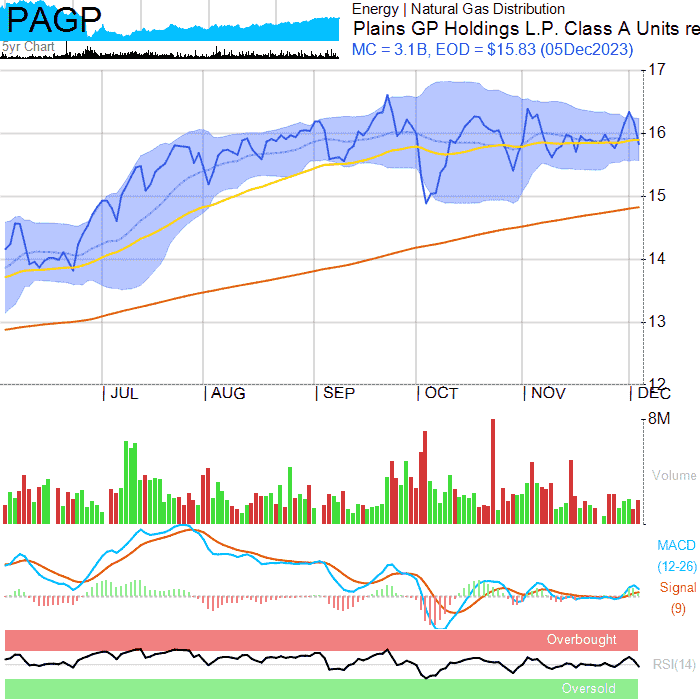 PAGP
5yr Chart
Energy | Natural Gas Distribution
Plains GP Holdings L.P. Class A Units re
MC = 3.1B, EOD = $15.83 (05Dec2023)
17
16
15
14
13
12
| JUL | AUG | SEP | OCT | NOV | DEC
8M
Volume
MACD
(12-26)
Signal
(9)
Overbought
RSI(14)
Oversold